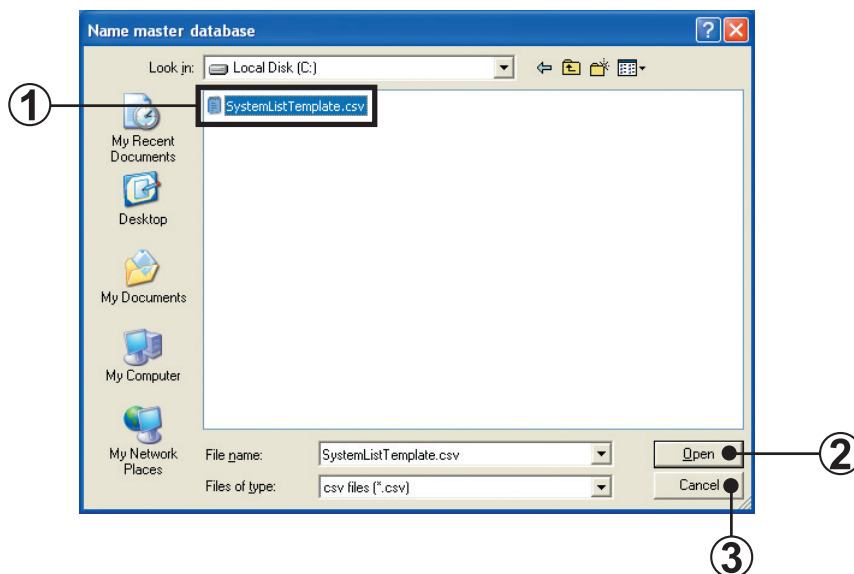 Name master database
Look in: Local Disk (C:)
1
SystemListTemplate.csv
My Recent
Documents
Desktop
My Documents
My Computer
My Network
Places
File name: SystemListTemplate.csv Open
2
Files of type: csv files (*.csv) Cancel
3